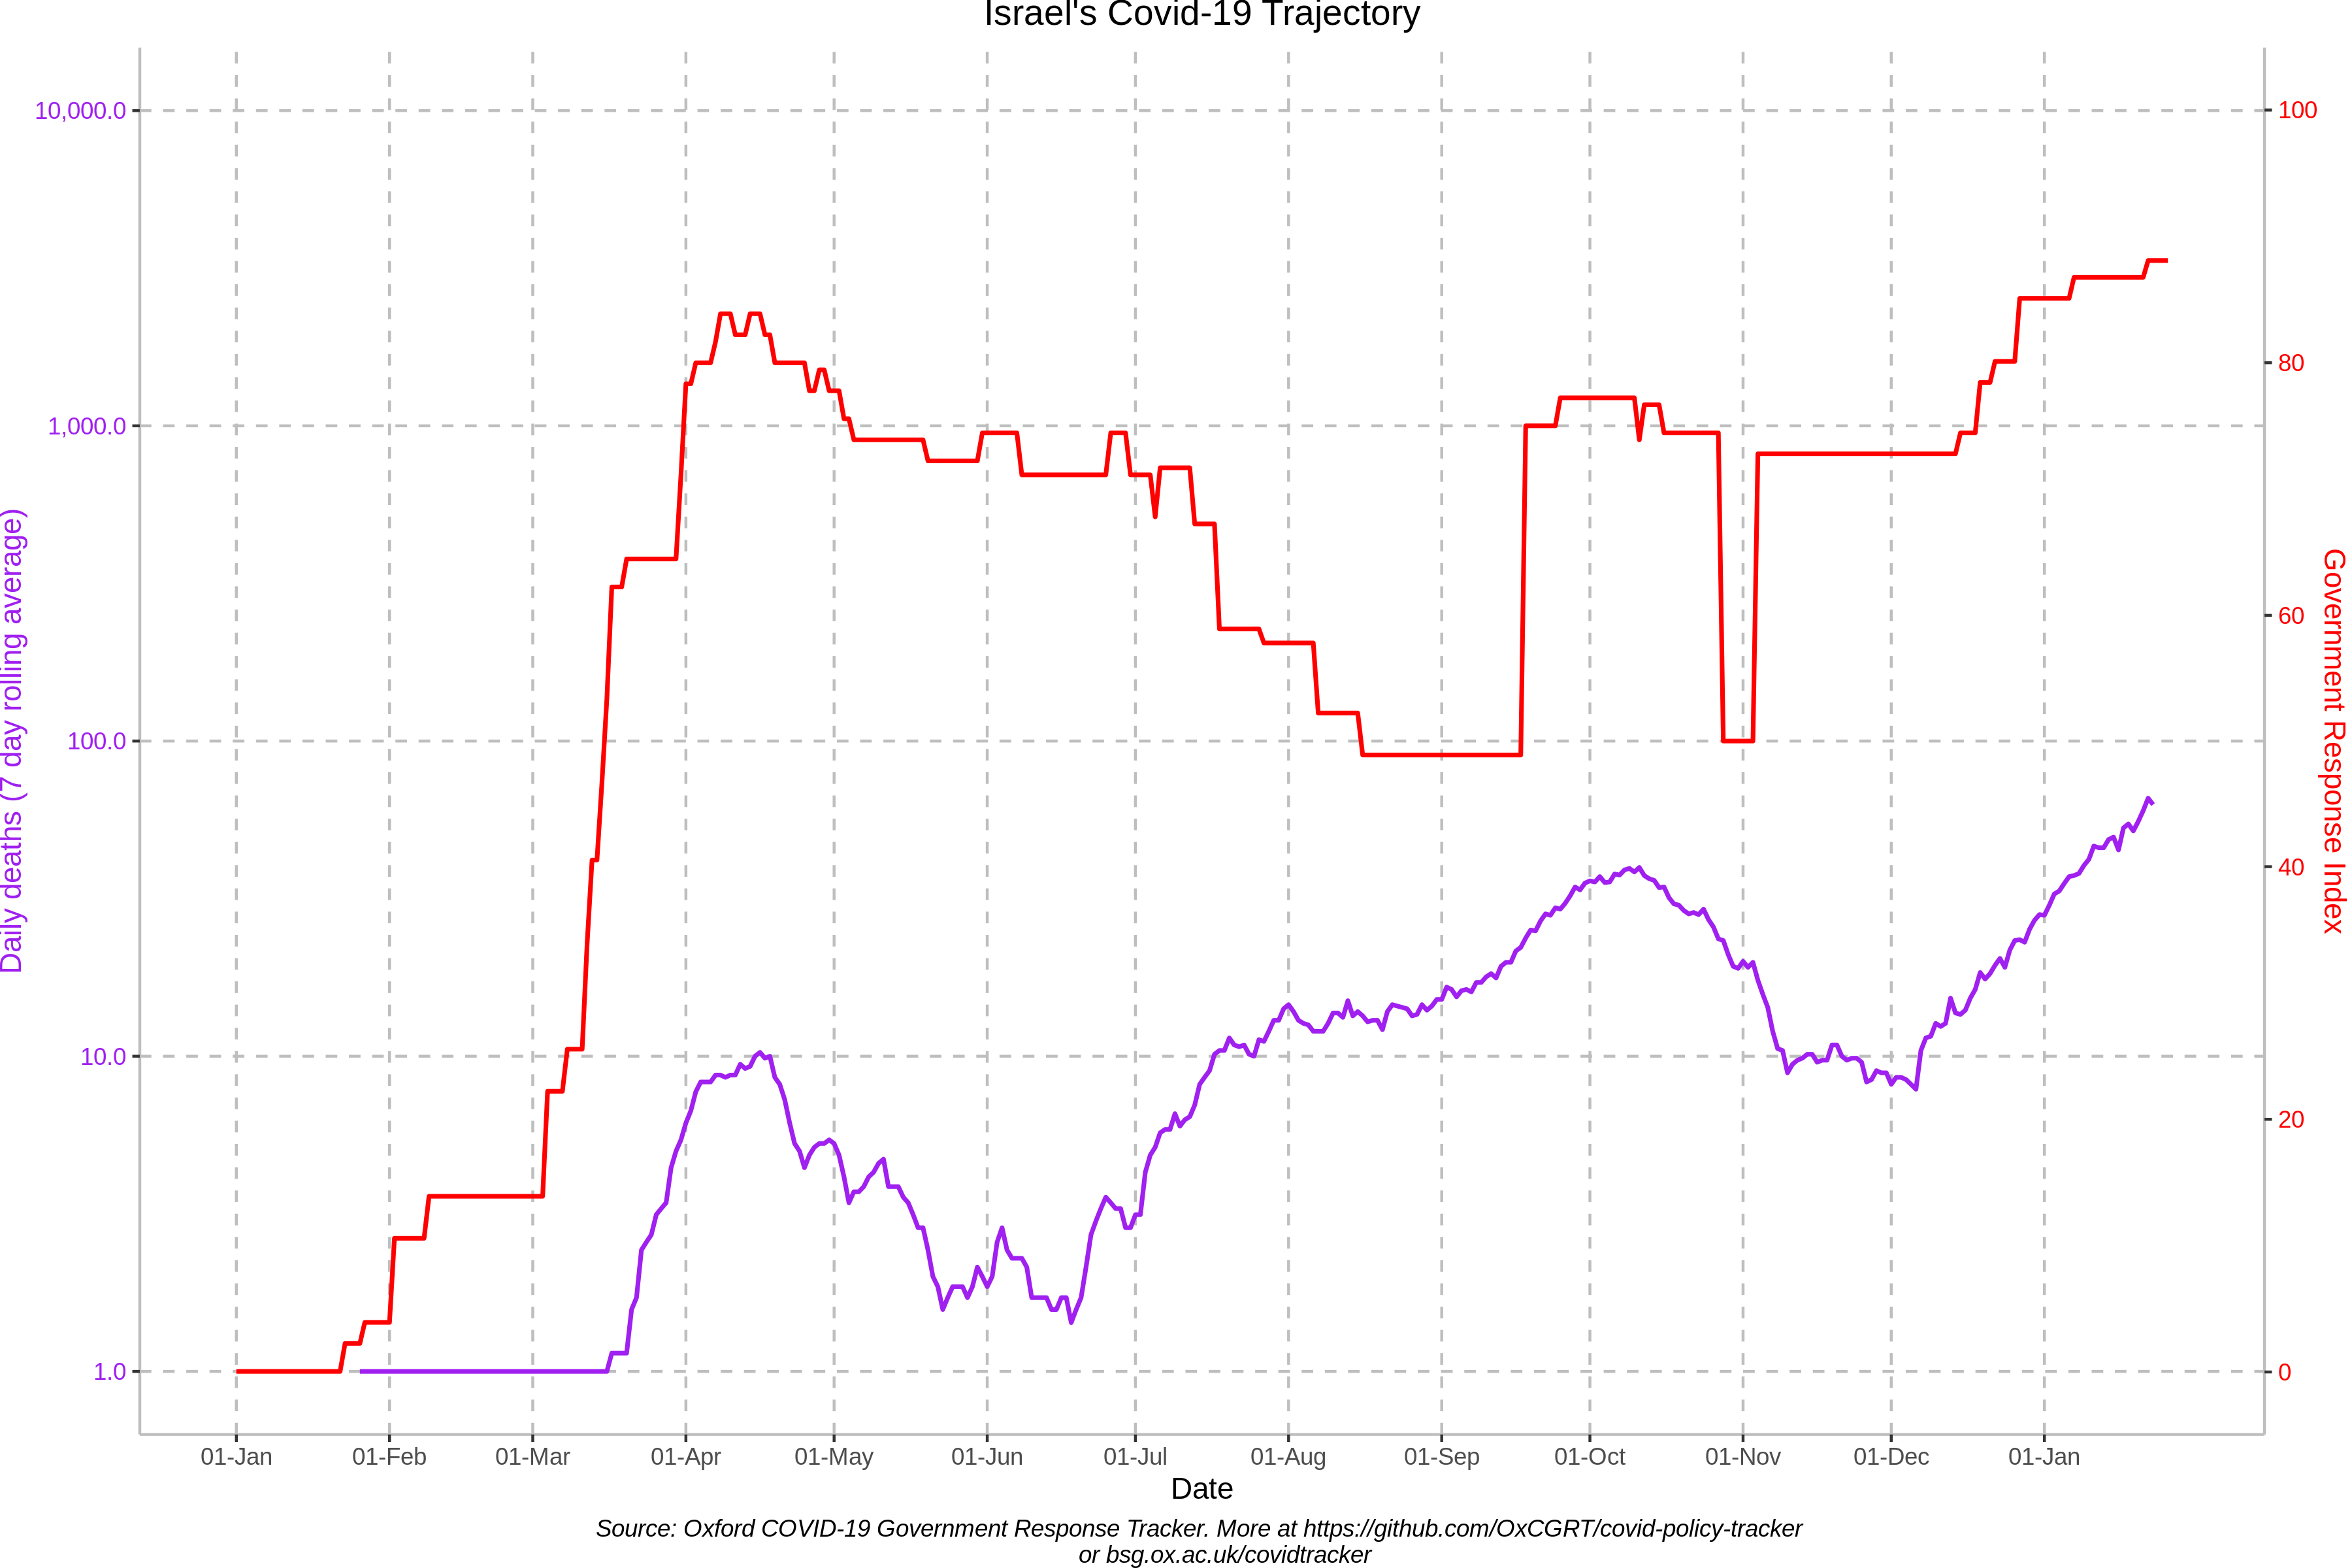 Israel's Covid-19 Trajectory
10,000.0
1,000.0
100.0
10.0
1.0
Daily deaths (7 day rolling average)
100
80
60
40
20
0
Government Response Index
01-Jan 01-Feb 01-Mar 01-Apr 01-May 01-Jun 01-Jul 01-Aug 01-Sep 01-Oct 01-Nov 01-Dec 01-Jan
Date
Source: Oxford COVID-19 Government Response Tracker. More at https://github.com/OxCGRT/covid-policy-tracker
or bsg.ox.ac.uk/covidtracker